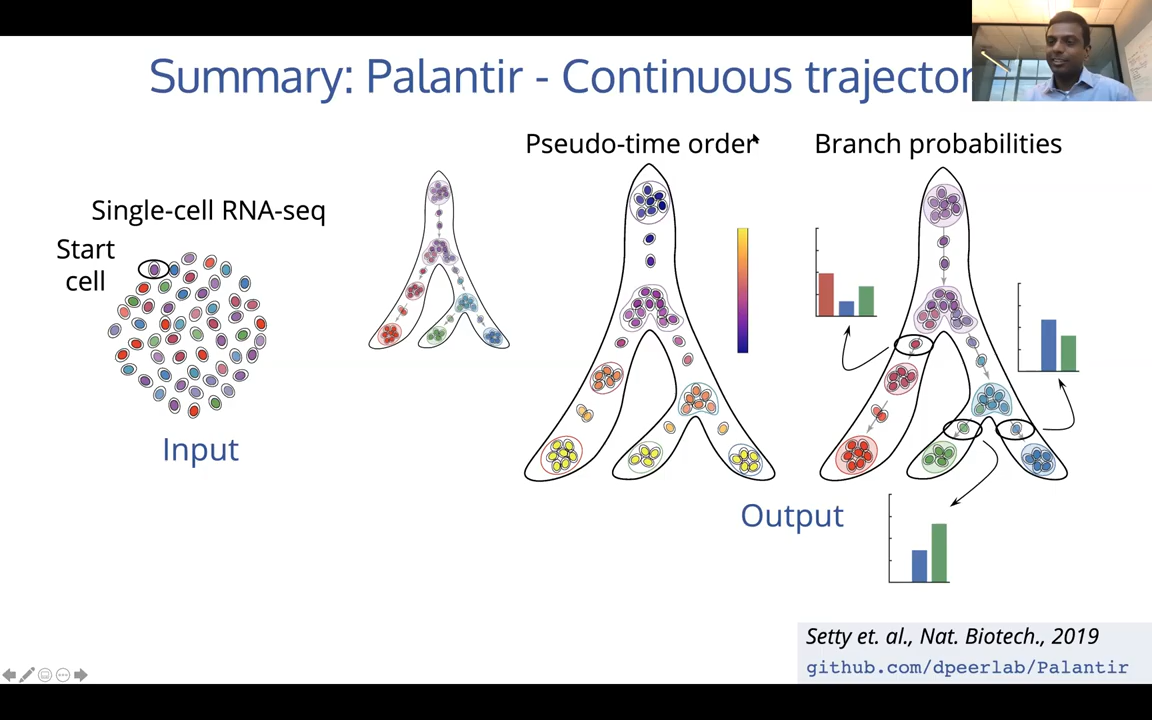 Summary: Palantir - Continuous trajector
Pseudo-time order
Branch probabilities
Single-cell RNA-seq
Start
cell
Input
Output
Setty et. al., Nat. Biotech., 2019
github.com/dpeerlab/Palantir